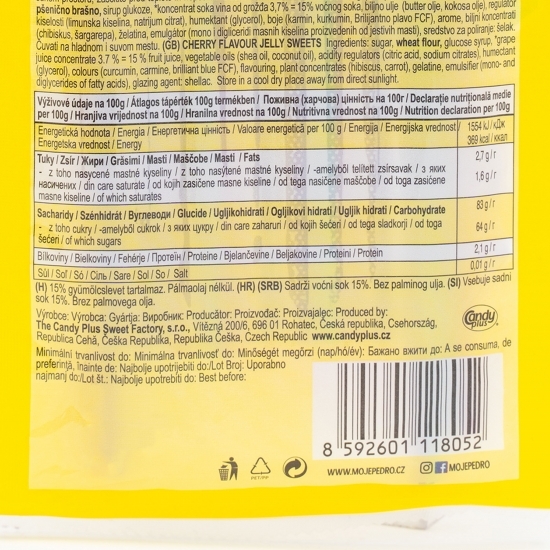 pšenično brašno, sirup glukoze, *koncentrat soka vina od grožđa 3,7% = 15% voćnog soka, biljno ulje (butter olje, kokosa olje), regulator
kiselosti (limunska kiselina, natrijum citrat), humektant (glycerol), boje (karmin, kurkumin, Brilijantno plavo FCF), arome, biljni koncentrati
(chibiskus, šargarepa), želatina, emulgátor (mono i digliceridi masnih kiselina proizvedenih od jestivih masti), sredstvo za poliranje: šelak.
Čuvati na hladnom i suvom mestu. (GB) CHERRY FLAVOUR JELLY SWEETS Ingredients: sugar, wheat flour, glucose syrup, *grape
juice concentrate 3.7 % = 15 % fruit juice, vegetable oils (shea oil, coconut oil), acidity regulators (citric acid, sodium citrates), humectant
(glycerol), colours (curcumin, carmine, brilliant blue FCF), flavouring, plant concentrates (hibiscus, carrot), gelatine, emulsifier (mono- and
diglycerides of fatty acids), glazing agent: shellac. Store in a cool dry place away from direct sunlight.
Výživové údaje na 100g / Átlagos tápérték 100g termékben / Поживна (харчова) цінність на 100г / Declarație nutrițională medie
per 100g / Hranjiva vrijednost na 100g / Hranilna vrednost na 100g / Nutritivna vrednost na 100g / Nutrition declaration per 100g
Energetická hodnota / Energia / Енергетична цінність / Valoare energetică per 100 g / Energija / Energijska vrednost / 1554 kJ / кДж
Energetska vrednost / Energy 369 kcal / ккал
Tuky / Zsír / Жири / Grăsimi / Masti / Maščobe / Masti / Fats 2,7 g / г
- z toho nasycené mastné kyseliny / z toho nasýtené mastné kyseliny / -amelyből telített zsírsavak / з яких 1,6 g / г
насичених / din care saturate / od kojih zasićene masne kiseline / od tega nasičene maščobe / od toga zasićene
masne kiseline / of which saturates
Sacharidy / Szénhidrát / Вуглеводи / Glucide / Ugljikohidrati / Ogljikovi hidrati / Ugljik hidrati / Carbohydrate 83 g / г
- z toho cukry / -amelyből cukrok / з яких цукру / din care zaharuri / od kojih šećeri / od tega sladkorji / od toga 64 g / г
šećeri / of which sugars
Bílkoviny / Bielkoviny / Fehérje / Протеїн / Proteine / Bjelančevine / Beljakovine / Proteini / Protein 2,1 g / г
Sůl / Soľ / Só / Сіль / Sare / Sol / So / Salt 0,01 g / г
(H) 15% gyümölcslevet tartalmaz. Pálmaolaj nélkül. (HR) (SRB) Sadrži voćni sok 15%. Bez palminog ulja. (SI) Vsebuje sadni
sok 15%. Brez palmovega olja.
Výrobce: Výrobca: Gyártja: Виробник: Producător: Proizvođač: Proizvajalec: Produced by:
The Candy Plus Sweet Factory, s.r.o., Vítězná 200/6, 696 01 Rohatec, Česká republika, Csehország,
Republica Cehă, Češka Republika, Republika Češka, Czech Republic www.candyplus.cz
Candy
plus
Minimální trvanlivost do: Minimálna trvanlivosť do: Minőségét megőrzi (nap/hó/év): Бажано вжити до: A se consuma, de
preferință, înainte de: Najbolje upotrijebiti do:/Lot Broj: Uporabno
najmanj do:/Lot št.: Najbolje upotrebiti do: Best before:
8 592601 118052
PET/PP
WWW.MOJEPEDRO.CZ MOJEPEDRO